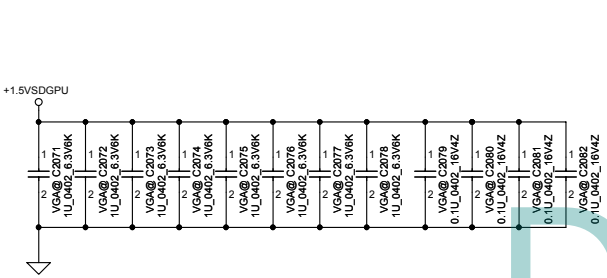 +1.5VSDGPU
1
2
VGA@ C2071
1U_0402_6.3V6K
1
2
VGA@ C2072
1U_0402_6.3V6K
1
2
VGA@ C2073
1U_0402_6.3V6K
1
2
VGA@ C2074
1U_0402_6.3V6K
1
2
VGA@ C2075
1U_0402_6.3V6K
1
2
VGA@ C2076
1U_0402_6.3V6K
1
2
VGA@ C2077
1U_0402_6.3V6K
1
2
VGA@ C2078
1U_0402_6.3V6K
1
2
VGA@ C2079
0.1U_0402_16V4Z
1
2
VGA@ C2080
0.1U_0402_16V4Z
1
2
VGA@ C2081
0.1U_0402_16V4Z
1
2
VGA@ C2082
0.1U_0402_16V4Z